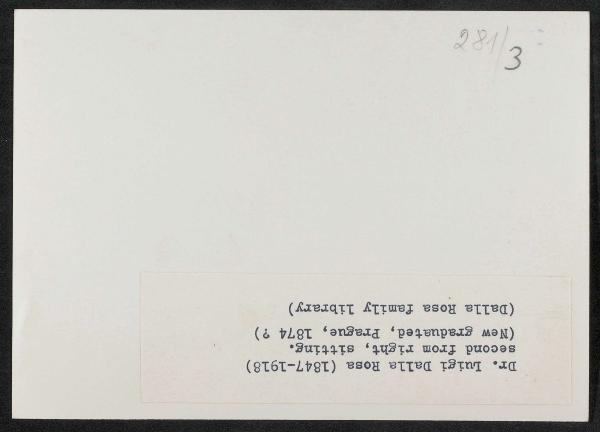 281/3
Dr. Luigi Dalla Rosa (1847-1918)
second from right, sitting.
(New graduated, Prague, 1874 ?)
(Dalla Rosa family library)